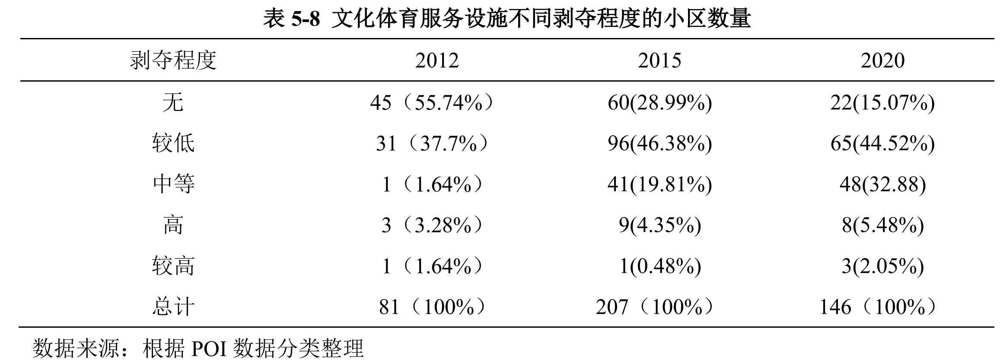 表 5-8 文化体育服务设施不同剥夺程度的小区数量
剥夺程度 2012 2015 2020
无 45（55.74%） 60(28.99%) 22(15.07%)
较低 31（37.7%） 96(46.38%) 65(44.52%)
中等 1（1.64%） 41(19.81%) 48(32.88)
高 3（3.28%） 9(4.35%) 8(5.48%)
较高 1（1.64%） 1(0.48%) 3(2.05%)
总计 81（100%） 207（100%） 146（100%）
数据来源：根据 POI 数据分类整理